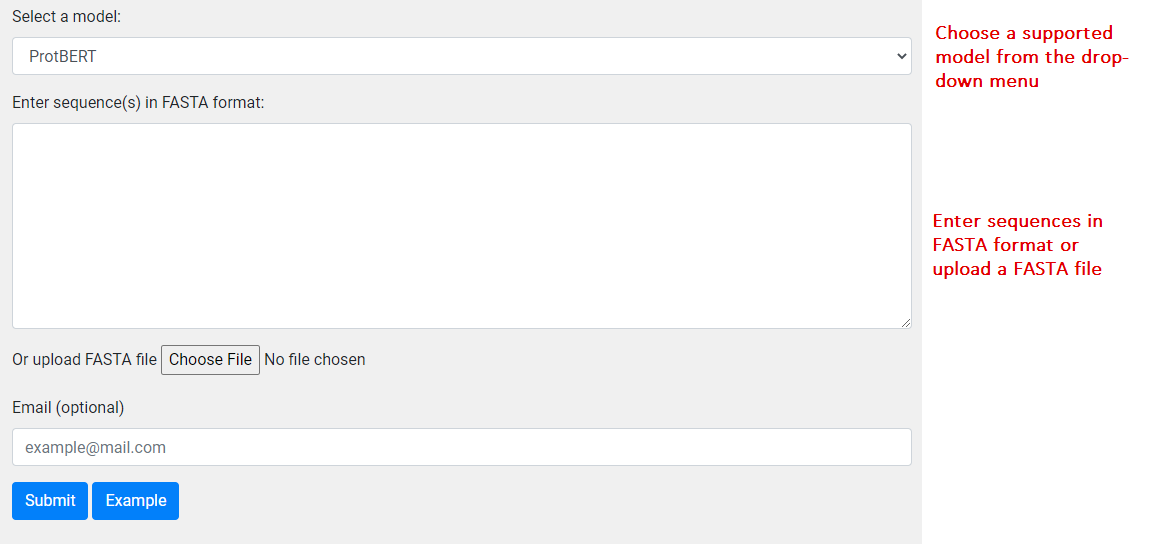 Select a model:
Choose a supported
model from the drop-
down menu
ProtBERT
Enter sequence(s) in FASTA format:
Enter sequences in
FASTA format or
upload a FASTA file
Or upload FASTA file Choose File No file chosen
Email (optional)
example@mail.com
Submit Example